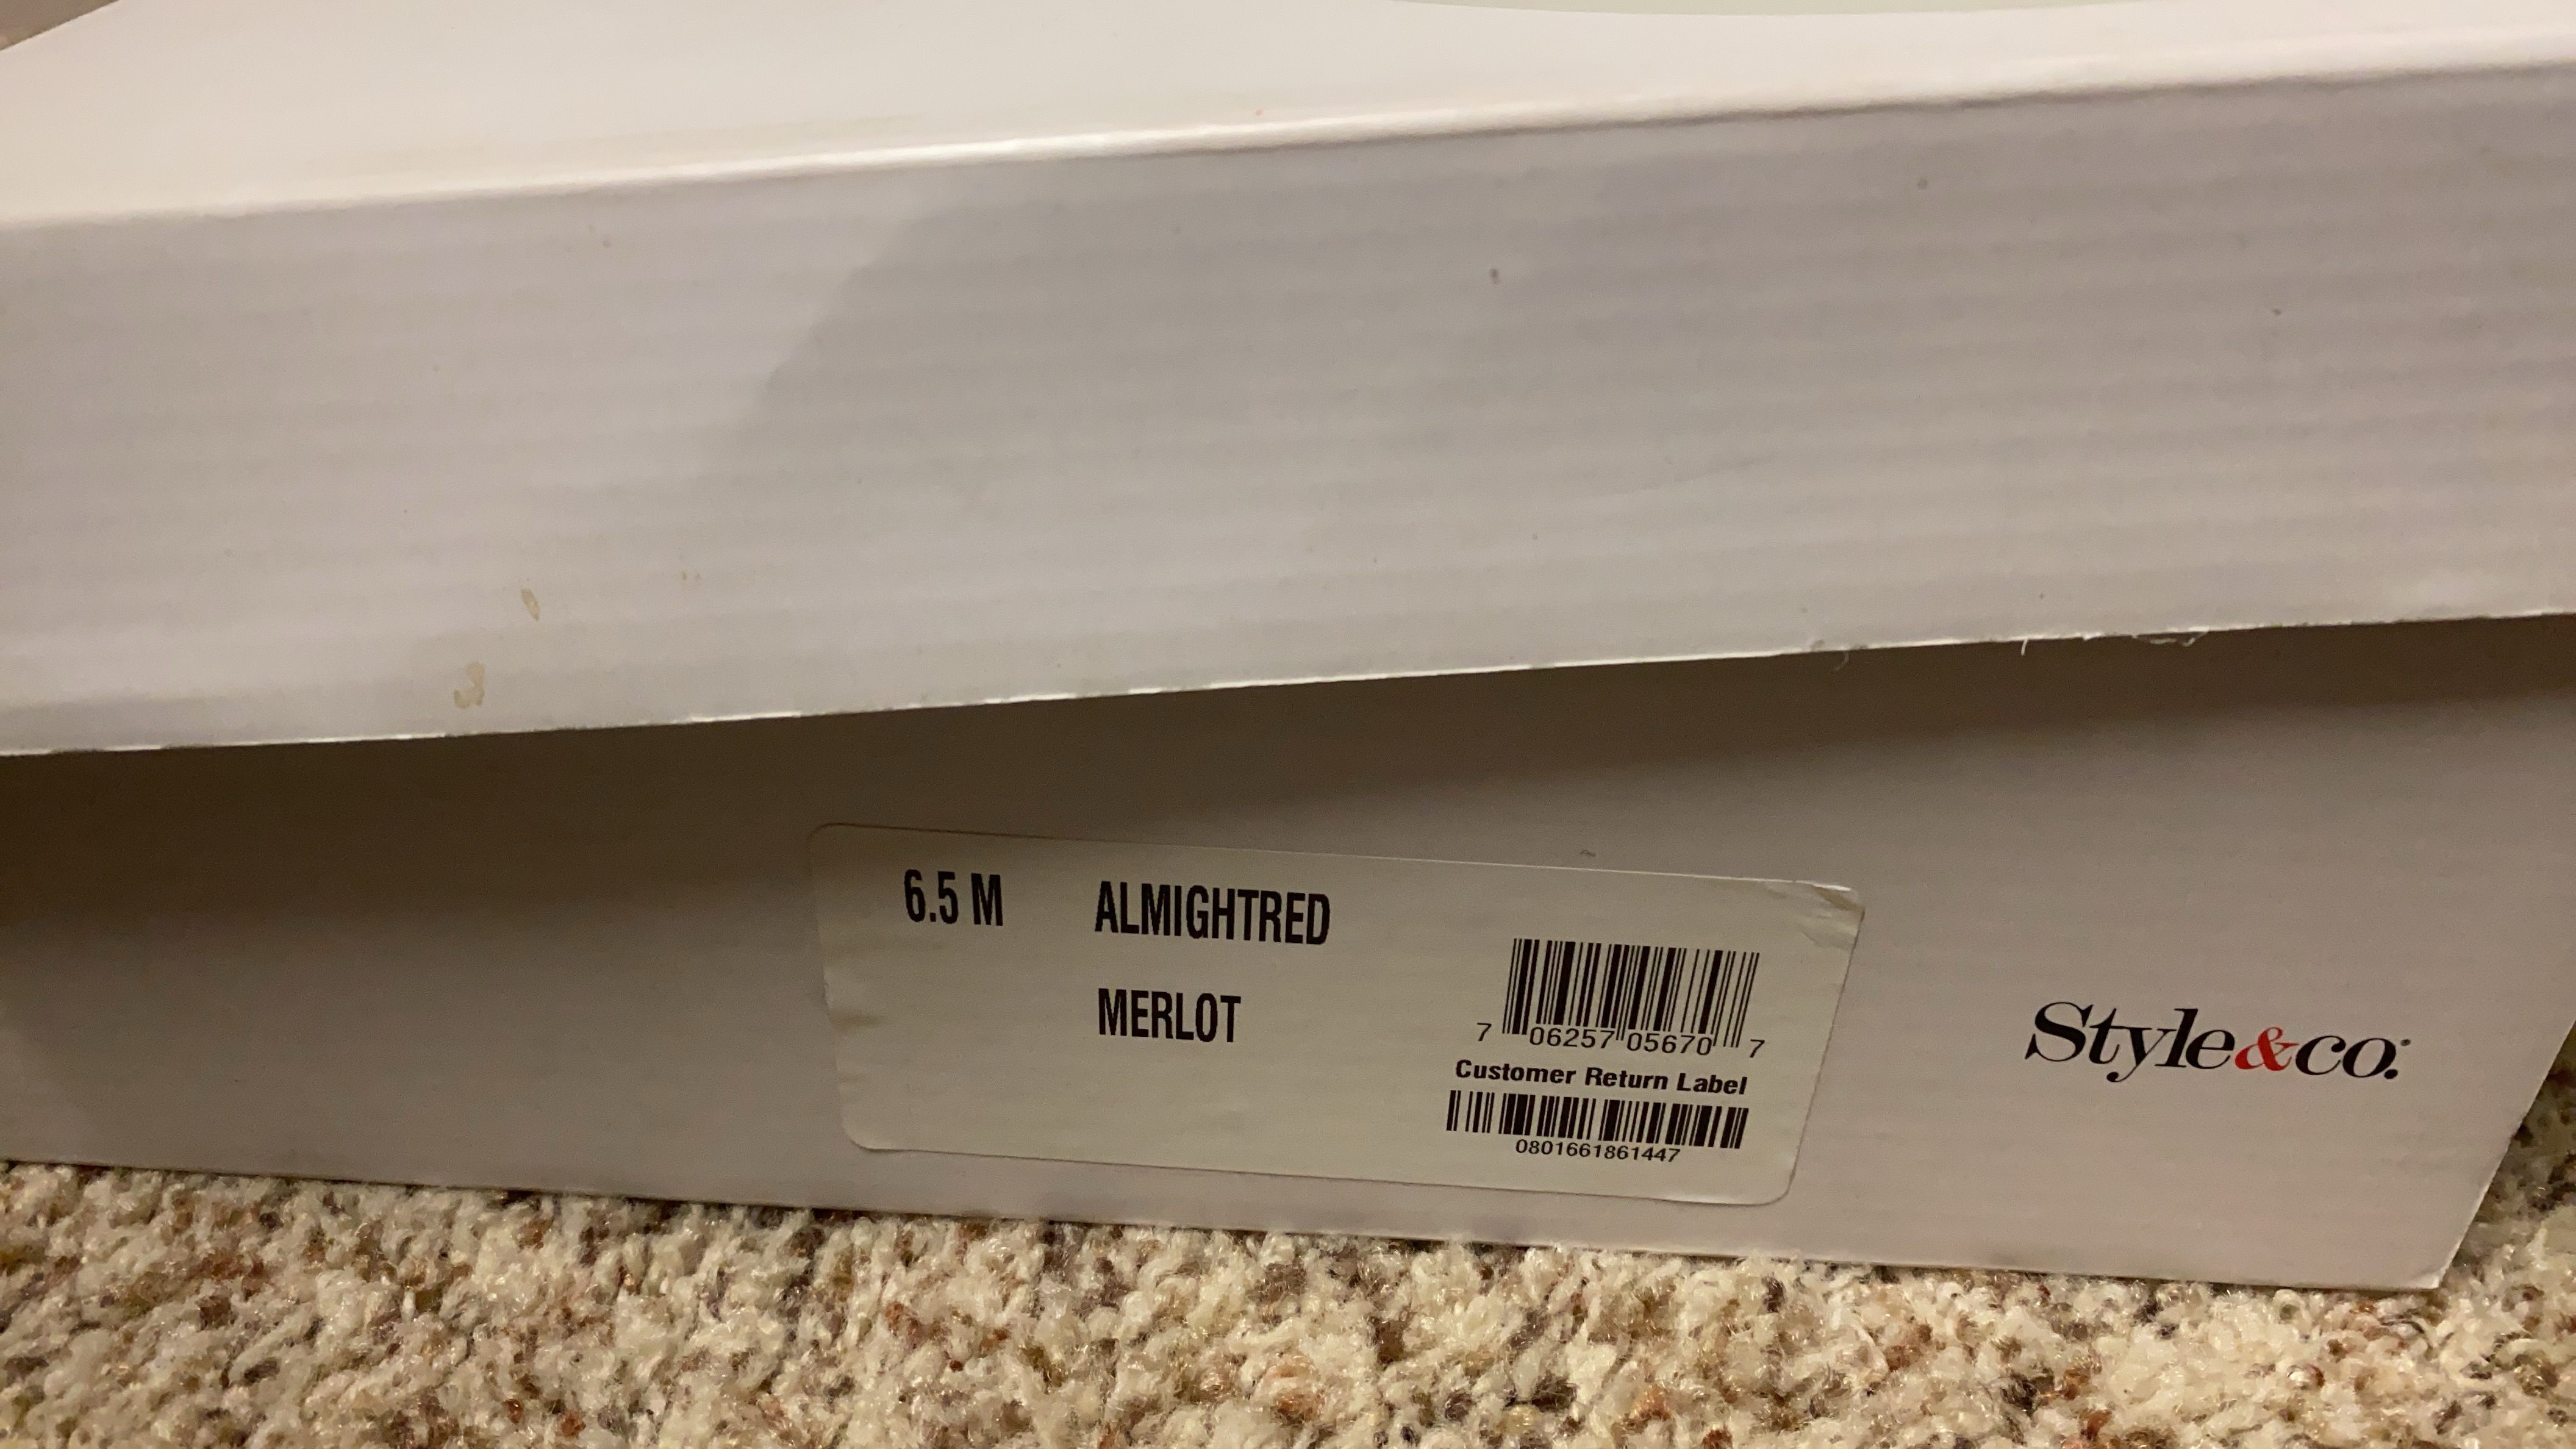 6.5 M ALMIGHTRED
MERLOT
7 06257 05670 7
Customer Return Label
0801661861447
Style&co.